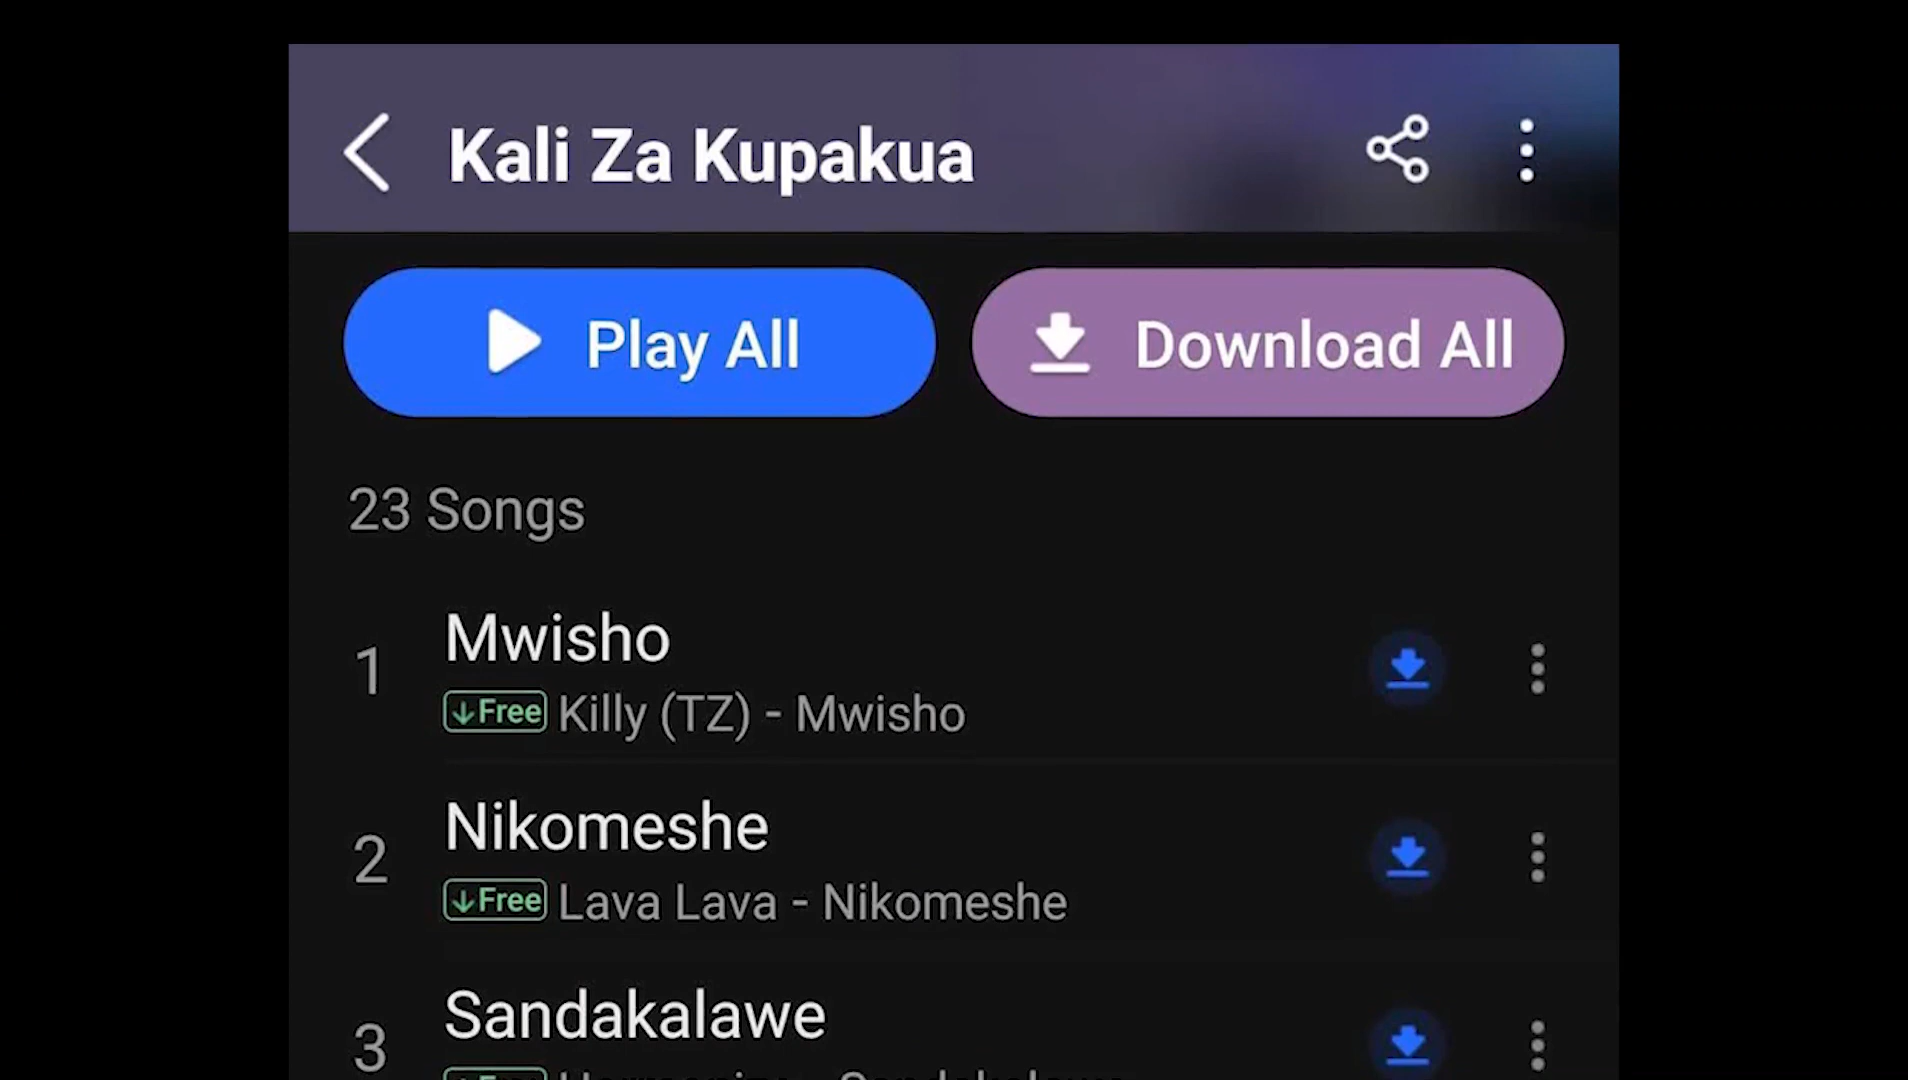 Kali Za Kupakua
Play All
Download All
23 Songs
1
Mwisho
Free Killy (TZ) - Mwisho
2
Nikomeshe
Free Lava Lava - Nikomeshe
3
Sandakalawe